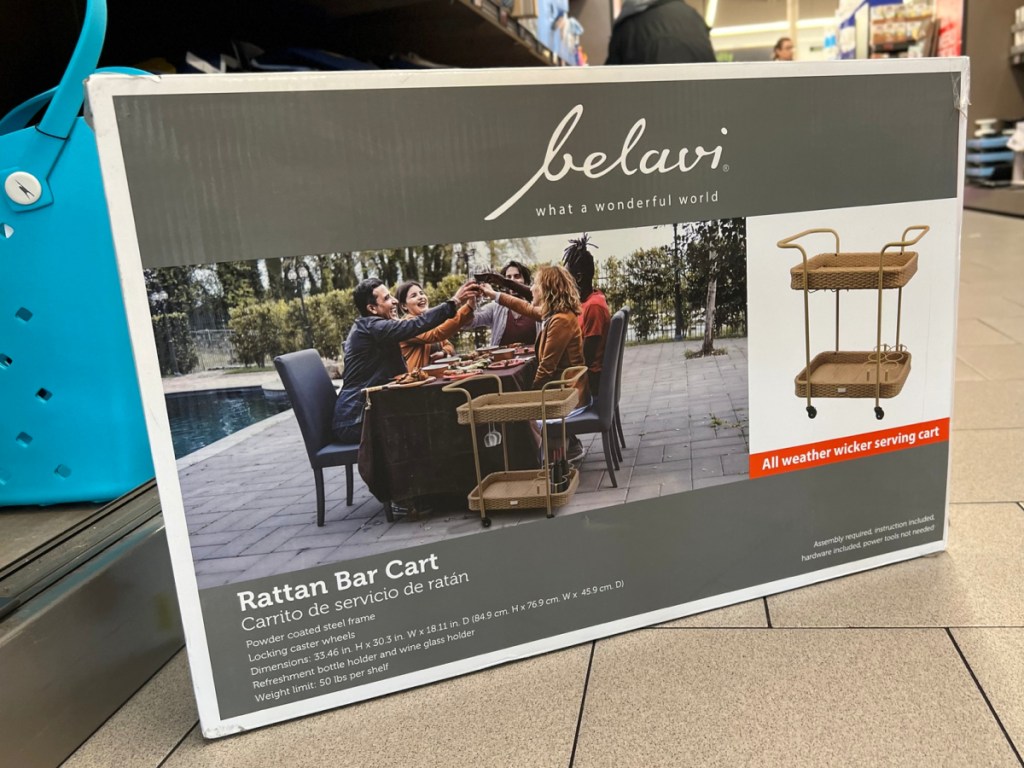 belavi®
what a wonderful world
All weather wicker serving cart
Assembly required, instruction included,
hardware included, power tools not needed
Rattan Bar Cart
Carrito de servicio de ratán
Powder coated steel frame
Locking caster wheels
Dimensions: 33.46 in. H x 30.3 in. W x 18.11 in. D (84.9 cm. H x 76.9 cm. W x 45.9 cm. D)
Refreshment bottle holder and wine glass holder
Weight limit: 50 lbs per shelf